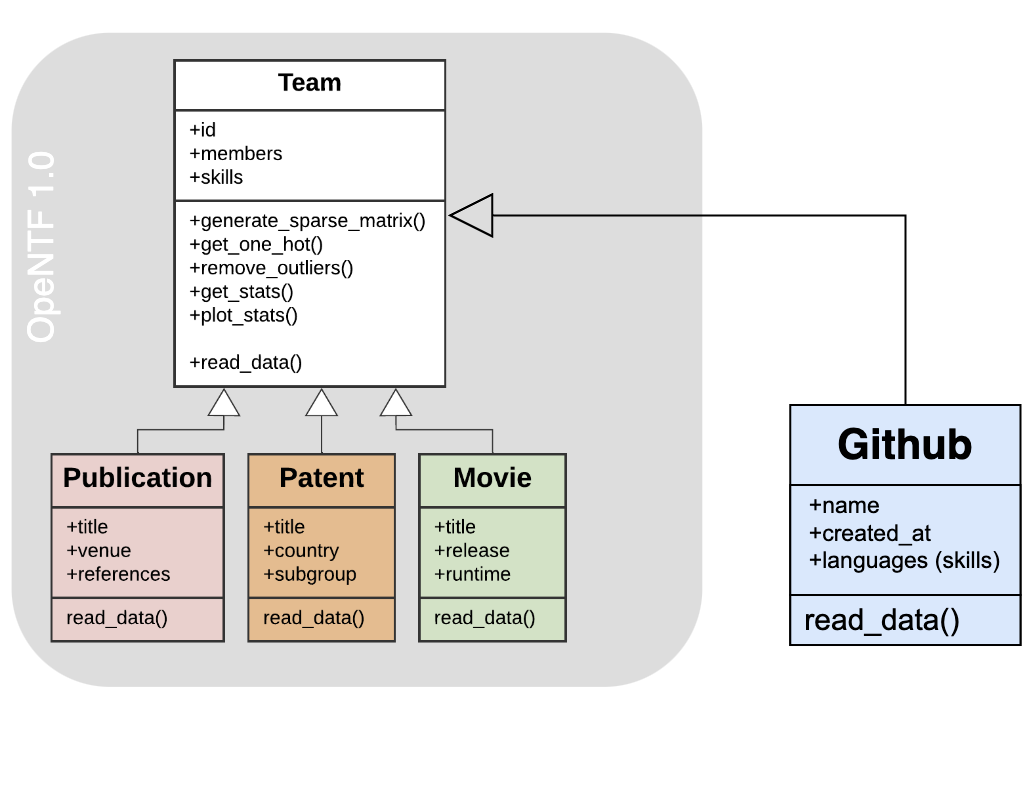 OpeNTF 1.0
Team
+id
+members
+skills
+generate_sparse_matrix()
+get_one_hot()
+remove_outliers()
+get_stats()
+plot_stats()
+read_data()
Publication
+title
+venue
+references
read_data()
Patent
+title
+country
+subgroup
read_data()
Movie
+title
+release
+runtime
read_data()
Github
+name
+created_at
+languages (skills)
read_data()